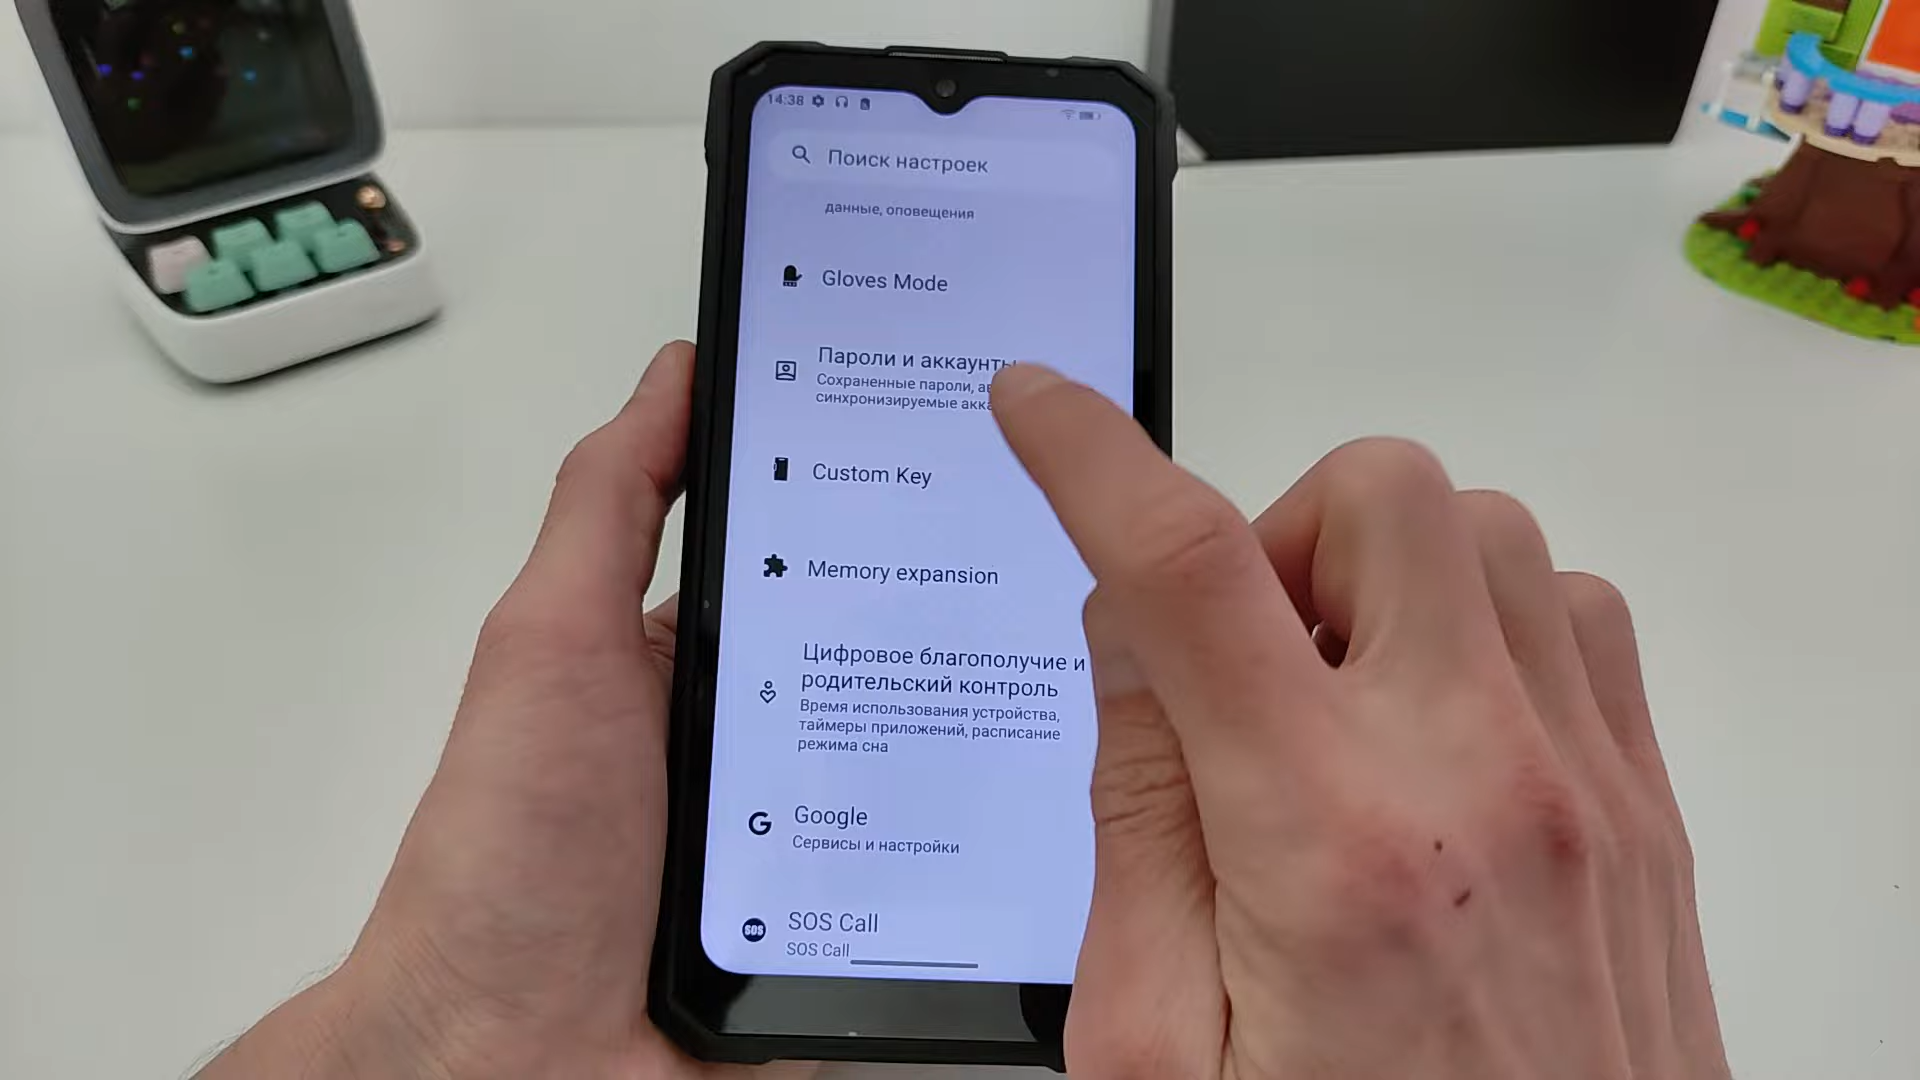 14:38
Поиск настроек
данные, оповещения
Gloves Mode
Пароли и аккаунты
Сохраненные пароли,
синхронизируемые
Custom Key
Memory expansion
Цифровое благополучие и
родительский контроль
Время использования устройства,
таймеры приложений, расписание
режима сна
G
Google
Сервисы и настройки
SOS
SOS Call
SOS Call